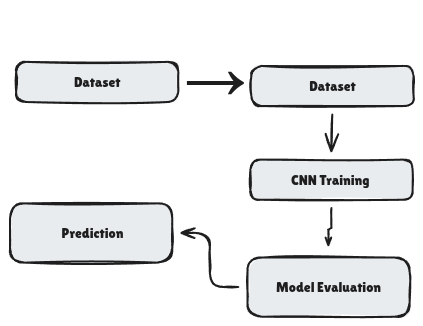 Dataset
Dataset
CNN Training
Prediction
Model Evaluation